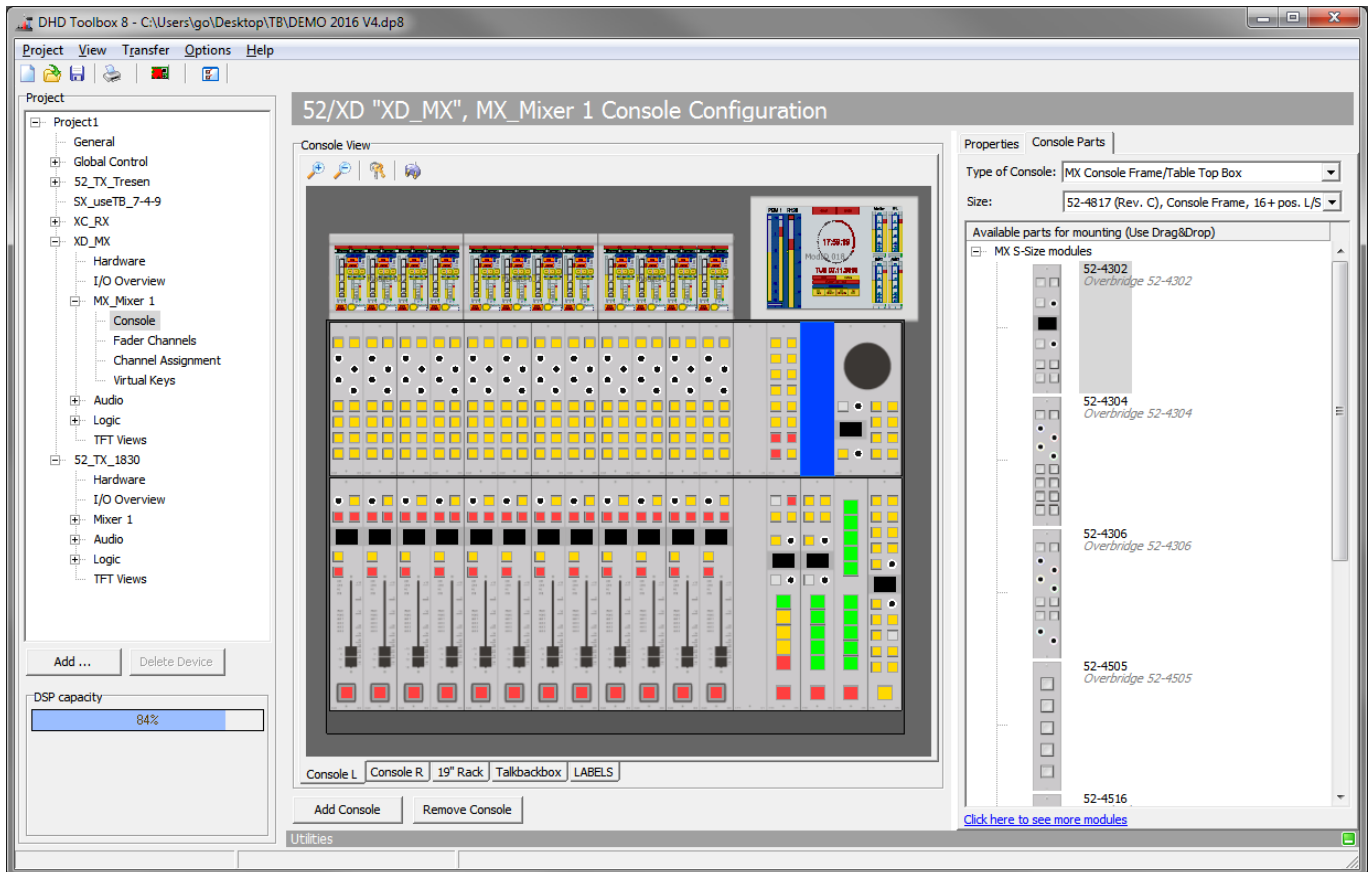 DHD Toolbox 8 - C:\Users\go\Desktop\TB\DEMO 2016 V4.dp8
Project View Transfer Options Help
Project
Project1
General
Global Control
52_TX_Tresen
SX_useTB_7-4-9
XC_RX
XD_MX
Hardware
I/O Overview
MX_Mixer 1
Console
Fader Channels
Channel Assignment
Virtual Keys
Audio
Logic
TFT Views
52_TX_1830
Hardware
I/O Overview
Mixer 1
Audio
Logic
TFT Views
Add ...
Delete Device
DSP capacity
84%
52/XD "XD_MX", MX_Mixer 1 Console Configuration
Console View
17:59:19
Console L
Console R
19" Rack
Talkbackbox
LABELS
Add Console
Remove Console
Utilities
Properties
Console Parts
Type of Console:
MX Console Frame/Table Top Box
Size:
52-4817 (Rev. C), Console Frame, 16+ pos. L/S
Available parts for mounting (Use Drag&Drop)
MX S-Size modules
52-4302
Overbridge 52-4302
52-4304
Overbridge 52-4304
52-4306
Overbridge 52-4306
52-4505
Overbridge 52-4505
52-4516
Click here to see more modules